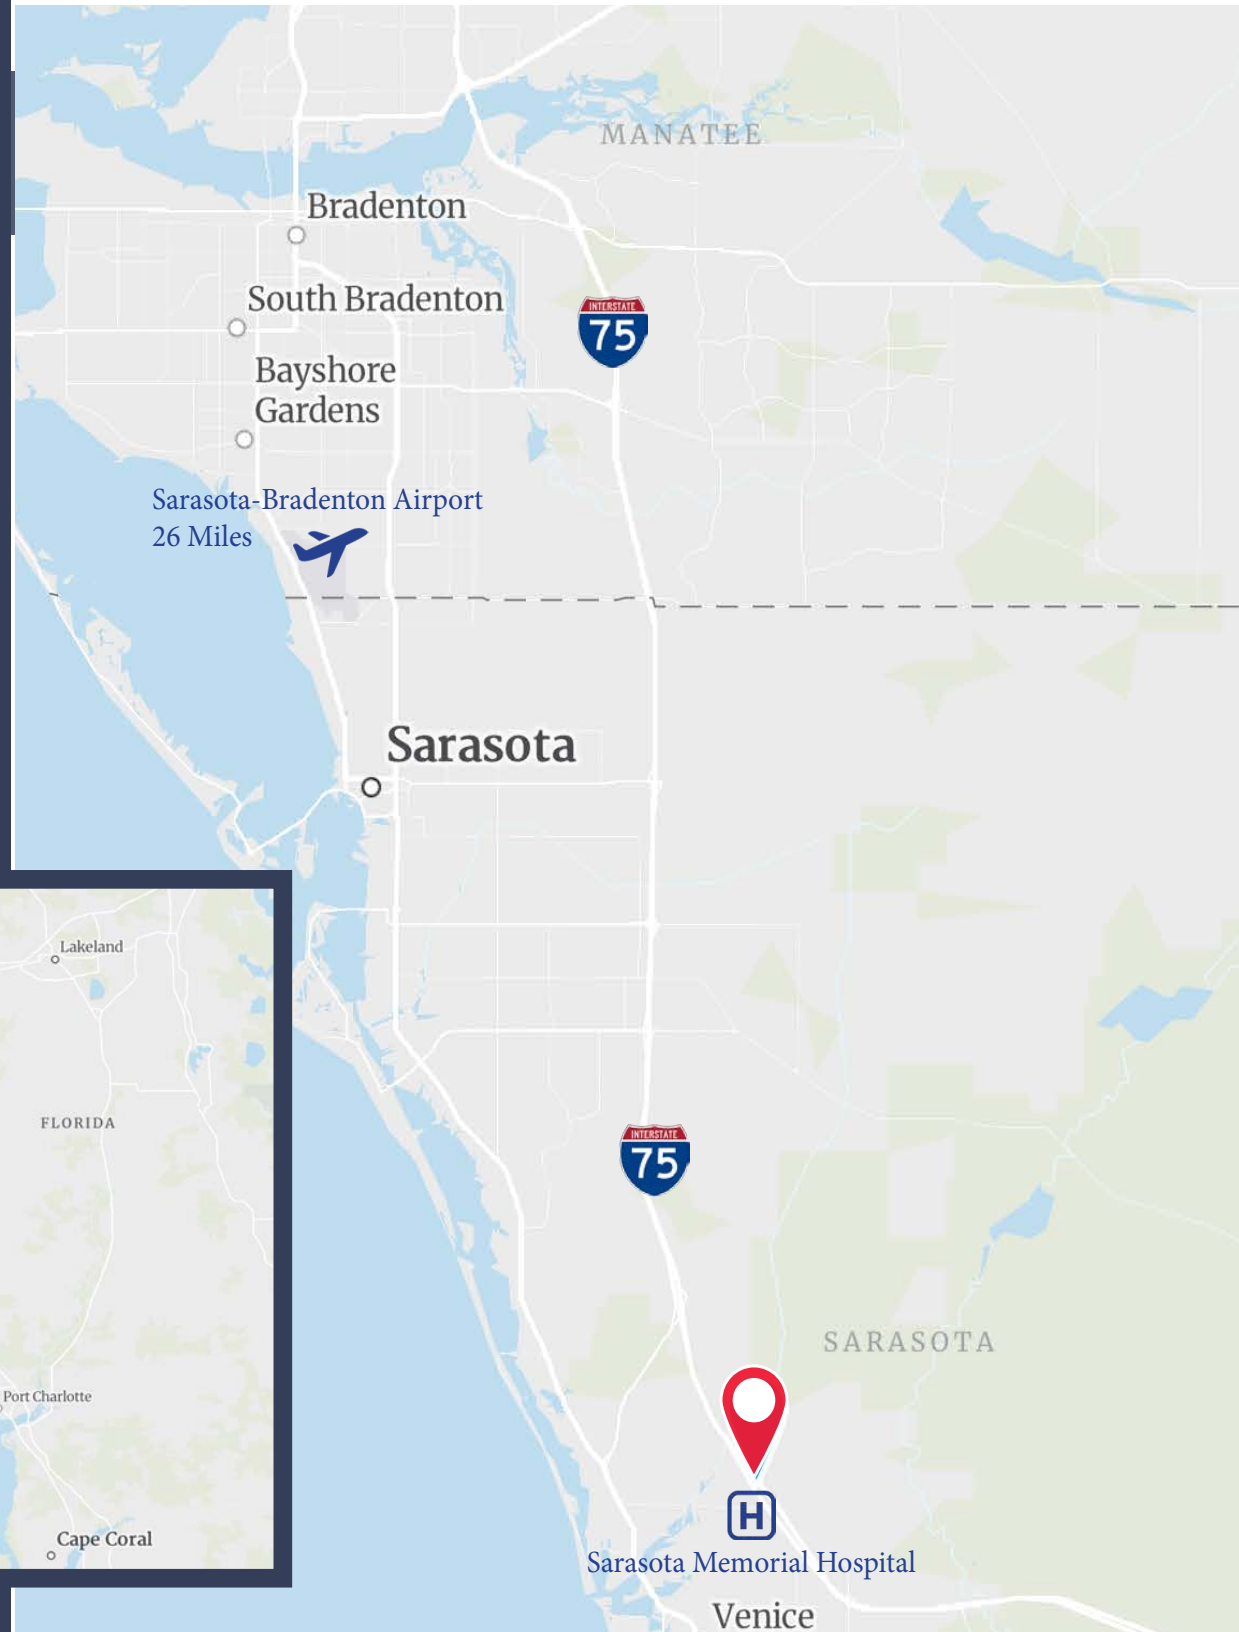 MANATEE
Bradenton
South Bradenton
INTERSTATE
75
Bayshore
Gardens
Sarasota-Bradenton Airport
26 Miles
Sarasota
Lakeland
FLORIDA
INTERSTATE
75
SARASOTA
Port Charlotte
H
Cape Coral
Sarasota Memorial Hospital
Venice